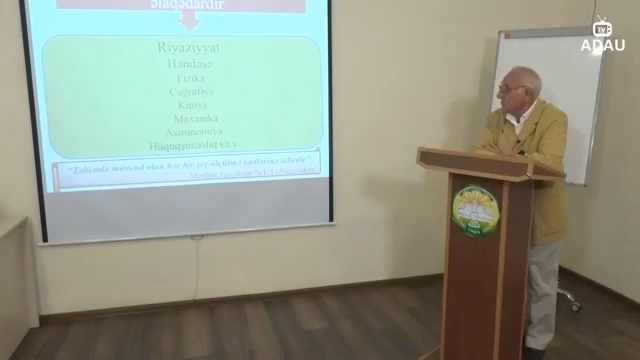 əlaqədardır
Riyaziyyat
Həndəsə
Fizika
Coğrafiya
Kimya
Mexanika
Astronomiya
Hüquqşünaslıq və s.
“Təbiətdə mövcud olan hər bir şey ölçülmə şərtlərinə tabedir”
TV
ADAU